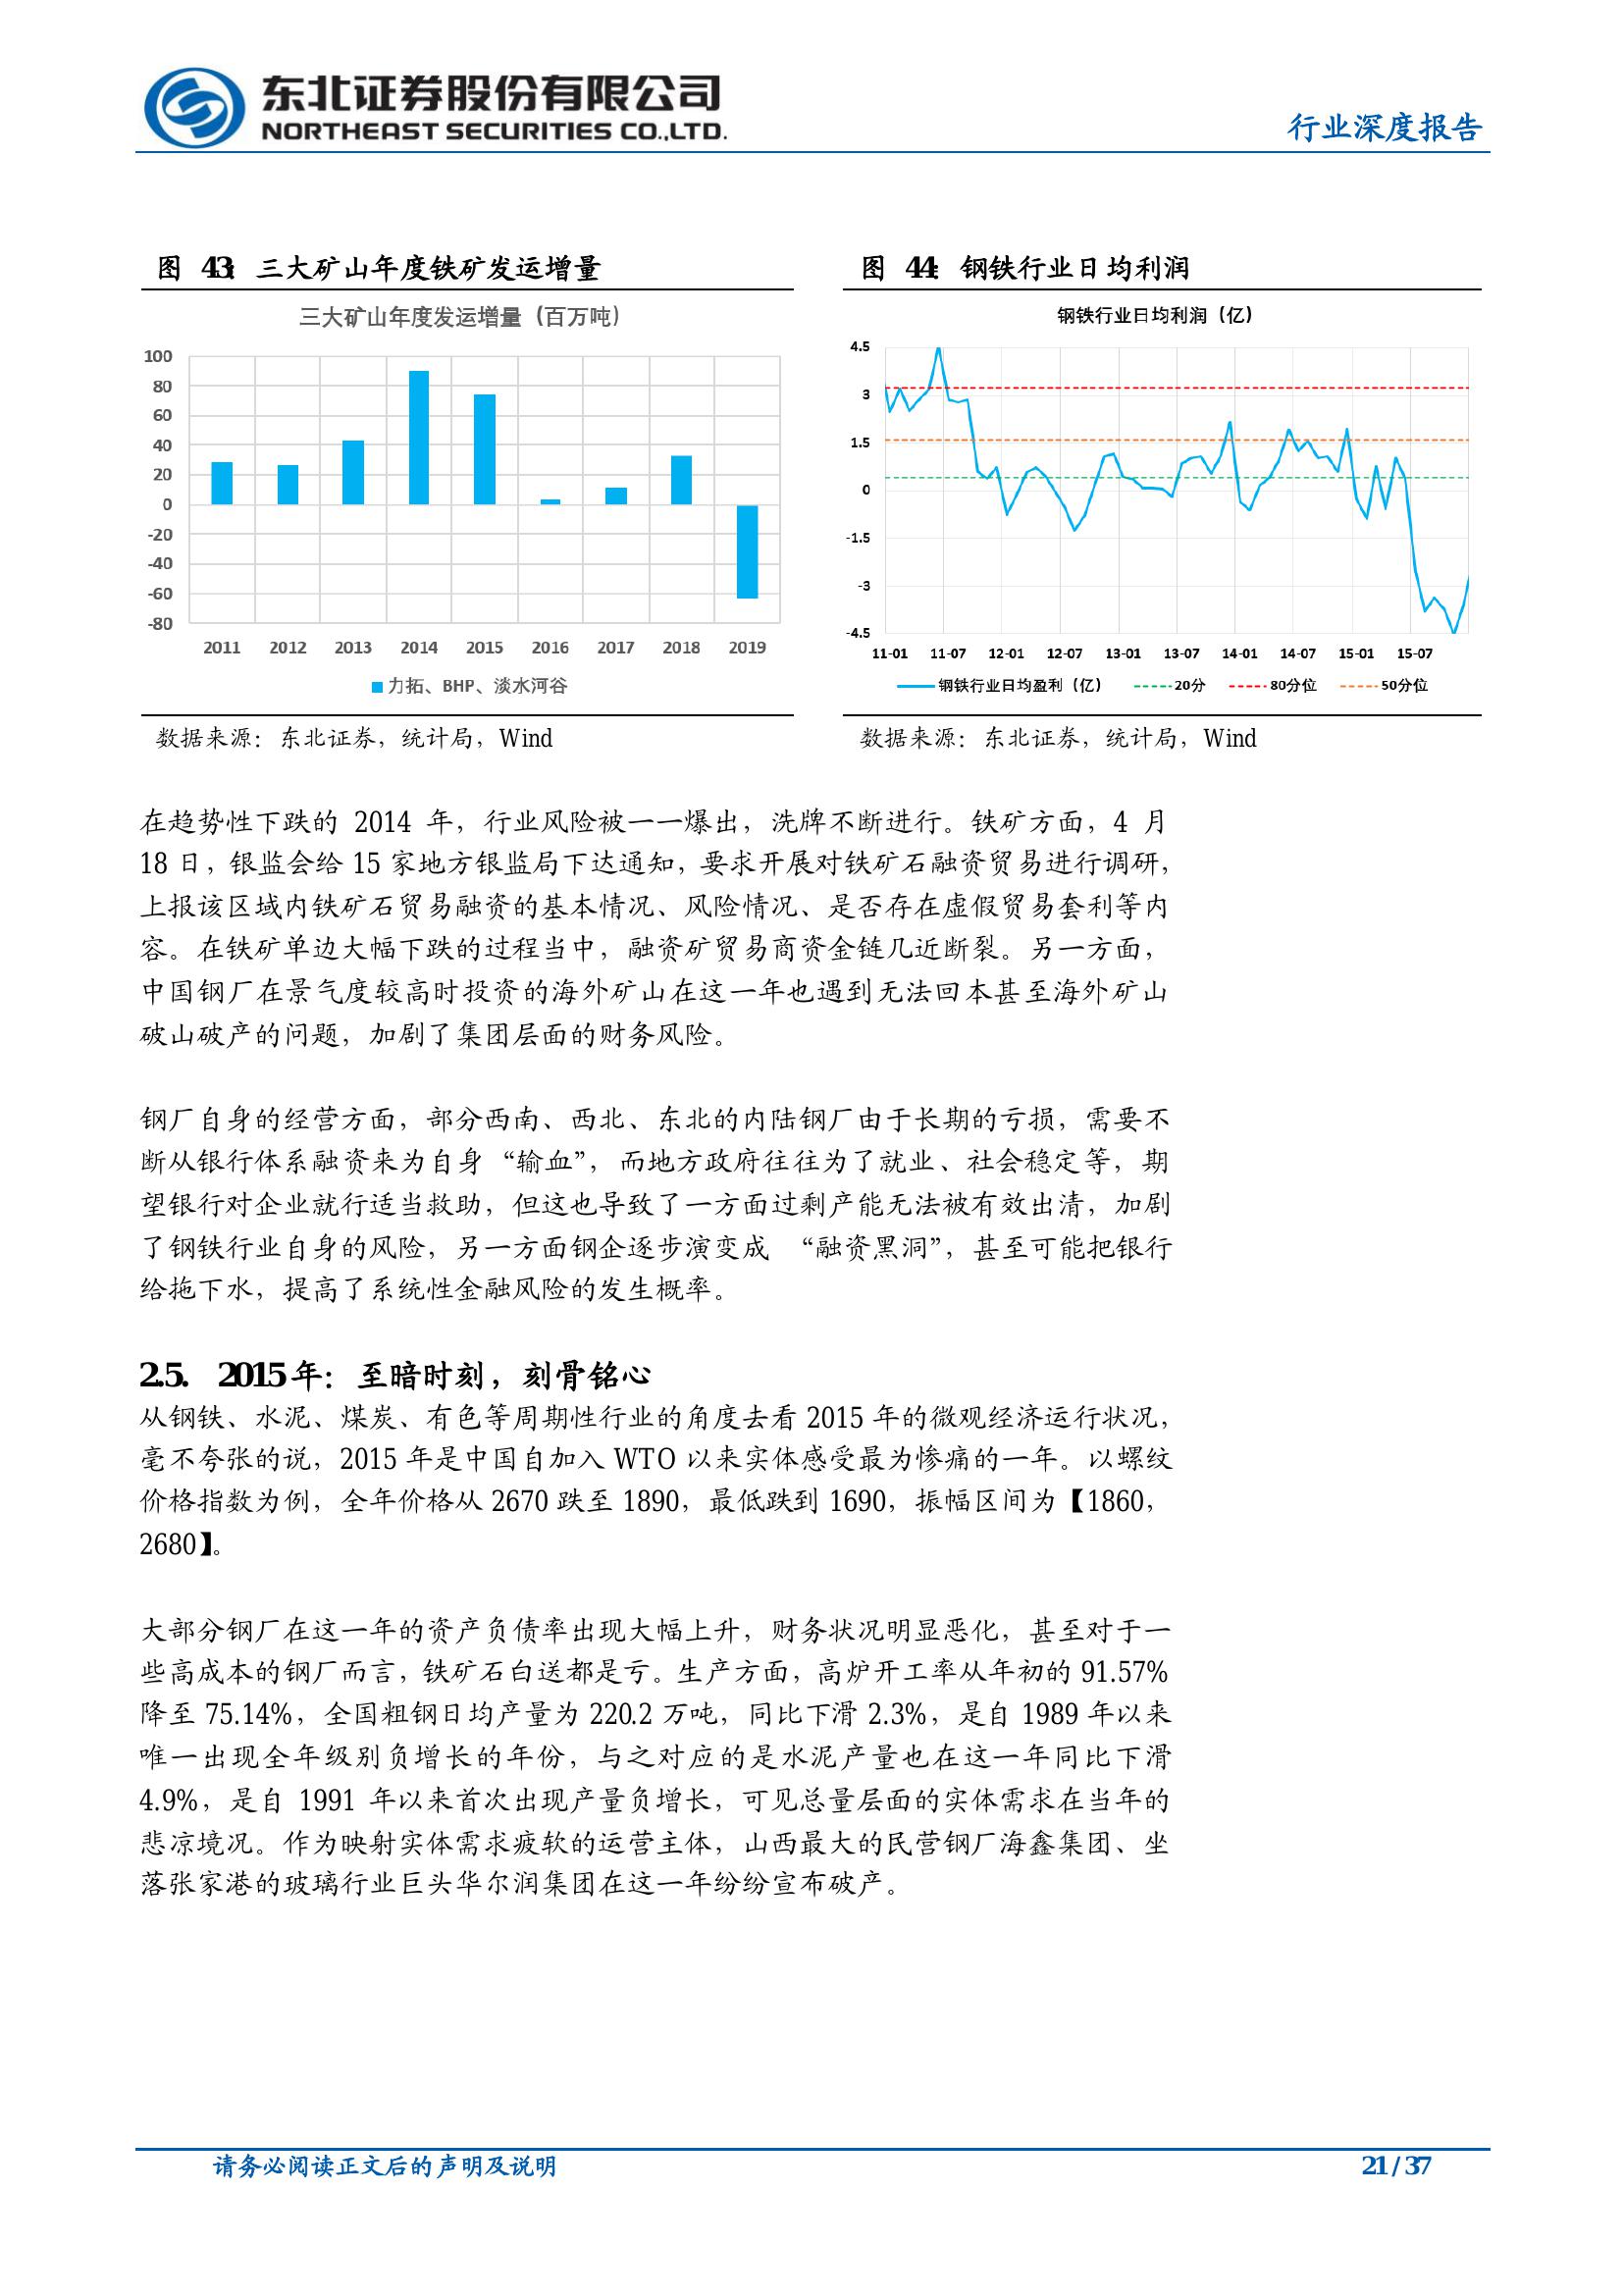 东北证券股份有限公司
NORTHEAST SECURITIES CO.,LTD.
行业深度报告
图 43：三大矿山年度铁矿发运增量
三大矿山年度发运增量（百万吨）
100
80
60
40
20
0
-20
-40
-60
-80
2011 2012 2013 2014 2015 2016 2017 2018 2019
力拓、BHP、淡水河谷
数据来源：东北证券，统计局，Wind
图 44：钢铁行业日均利润
钢铁行业日均利润（亿）
4.5
3
1.5
0
-1.5
-3
-4.5
11-01 11-07 12-01 12-07 13-01 13-07 14-01 14-07 15-01 15-07
钢铁行业日均盈利（亿） 20分 80分位 50分位
数据来源：东北证券，统计局，Wind
在趋势性下跌的 2014 年，行业风险被一一爆出，洗牌不断进行。铁矿方面，4 月
18 日，银监会给 15 家地方银监局下达通知，要求开展对铁矿石融资贸易进行调研，
上报该区域内铁矿石贸易融资的基本情况、风险情况、是否存在虚假贸易套利等内
容。在铁矿单边大幅下跌的过程当中，融资矿贸易商资金链几近断裂。另一方面，
中国钢厂在景气度较高时投资的海外矿山在这一年也遇到无法回本甚至海外矿山
破山破产的问题，加剧了集团层面的财务风险。
钢厂自身的经营方面，部分西南、西北、东北的内陆钢厂由于长期的亏损，需要不
断从银行体系融资来为自身“输血”，而地方政府往往为了就业、社会稳定等，期
望银行对企业就行适当救助，但这也导致了一方面过剩产能无法被有效出清，加剧
了钢铁行业自身的风险，另一方面钢企逐步演变成 “融资黑洞”，甚至可能把银行
给拖下水，提高了系统性金融风险的发生概率。
2.5. 2015年：至暗时刻，刻骨铭心
从钢铁、水泥、煤炭、有色等周期性行业的角度去看 2015 年的微观经济运行状况，
毫不夸张的说，2015 年是中国自加入 WTO 以来实体感受最为惨痛的一年。以螺纹
价格指数为例，全年价格从 2670 跌至 1890，最低跌到 1690，振幅区间为【1860，
2680】。
大部分钢厂在这一年的资产负债率出现大幅上升，财务状况明显恶化，甚至对于一
些高成本的钢厂而言，铁矿石白送都是亏。生产方面，高炉开工率从年初的 91.57%
降至 75.14%，全国粗钢日均产量为 220.2 万吨，同比下滑 2.3%，是自 1989 年以来
唯一出现全年级别负增长的年份，与之对应的是水泥产量也在这一年同比下滑
4.9%，是自 1991 年以来首次出现产量负增长，可见总量层面的实体需求在当年的
悲凉境况。作为映射实体需求疲软的运营主体，山西最大的民营钢厂海鑫集团、坐
落张家港的玻璃行业巨头华尔润集团在这一年纷纷宣布破产。
请务必阅读正文后的声明及说明
21 / 37